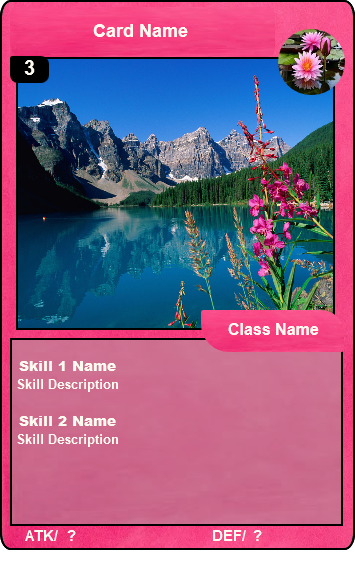 Card Name
3
Class Name
Skill 1 Name
Skill Description
Skill 2 Name
Skill Description
ATK/ ? DEF/ ?